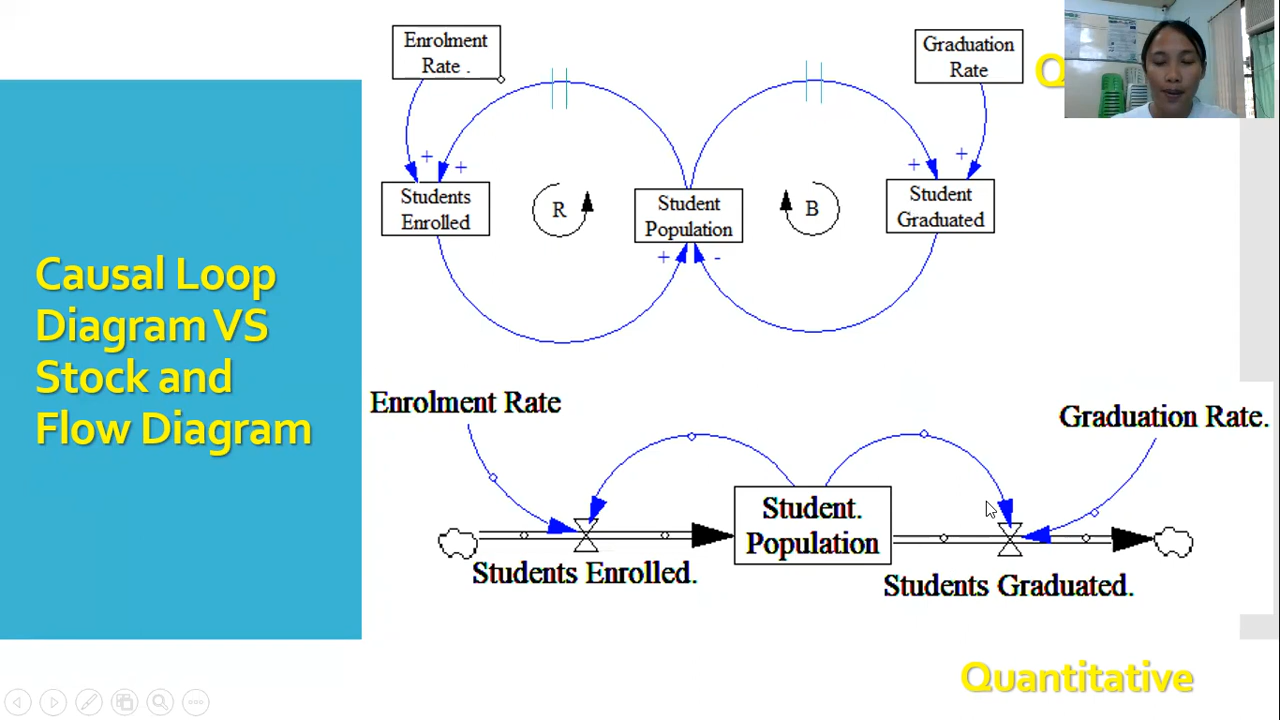 Causal Loop
Diagram VS
Stock and
Flow Diagram
Enrolment
Rate .
Graduation
Rate
Q
+
+
+
+
Students
Enrolled
R
Student
Population
B
Student
Graduated
+
-
Enrolment Rate
Graduation Rate.
Student.
Population
Students Enrolled.
Students Graduated.
Quantitative